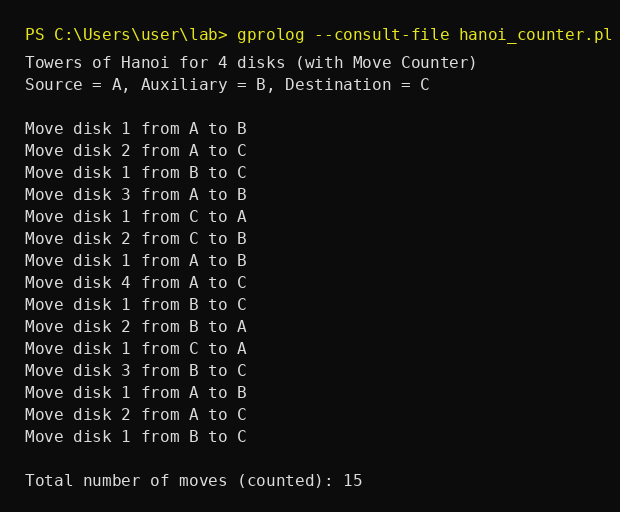 PS C:\Users\user\lab> gprolog --consult-file hanoi_counter.pl
Towers of Hanoi for 4 disks (with Move Counter)
Source = A, Auxiliary = B, Destination = C
Move disk 1 from A to B
Move disk 2 from A to C
Move disk 1 from B to C
Move disk 3 from A to B
Move disk 1 from C to A
Move disk 2 from C to B
Move disk 1 from A to B
Move disk 4 from A to C
Move disk 1 from B to C
Move disk 2 from B to A
Move disk 1 from C to A
Move disk 3 from B to C
Move disk 1 from A to B
Move disk 2 from A to C
Move disk 1 from B to C
Total number of moves (counted): 15